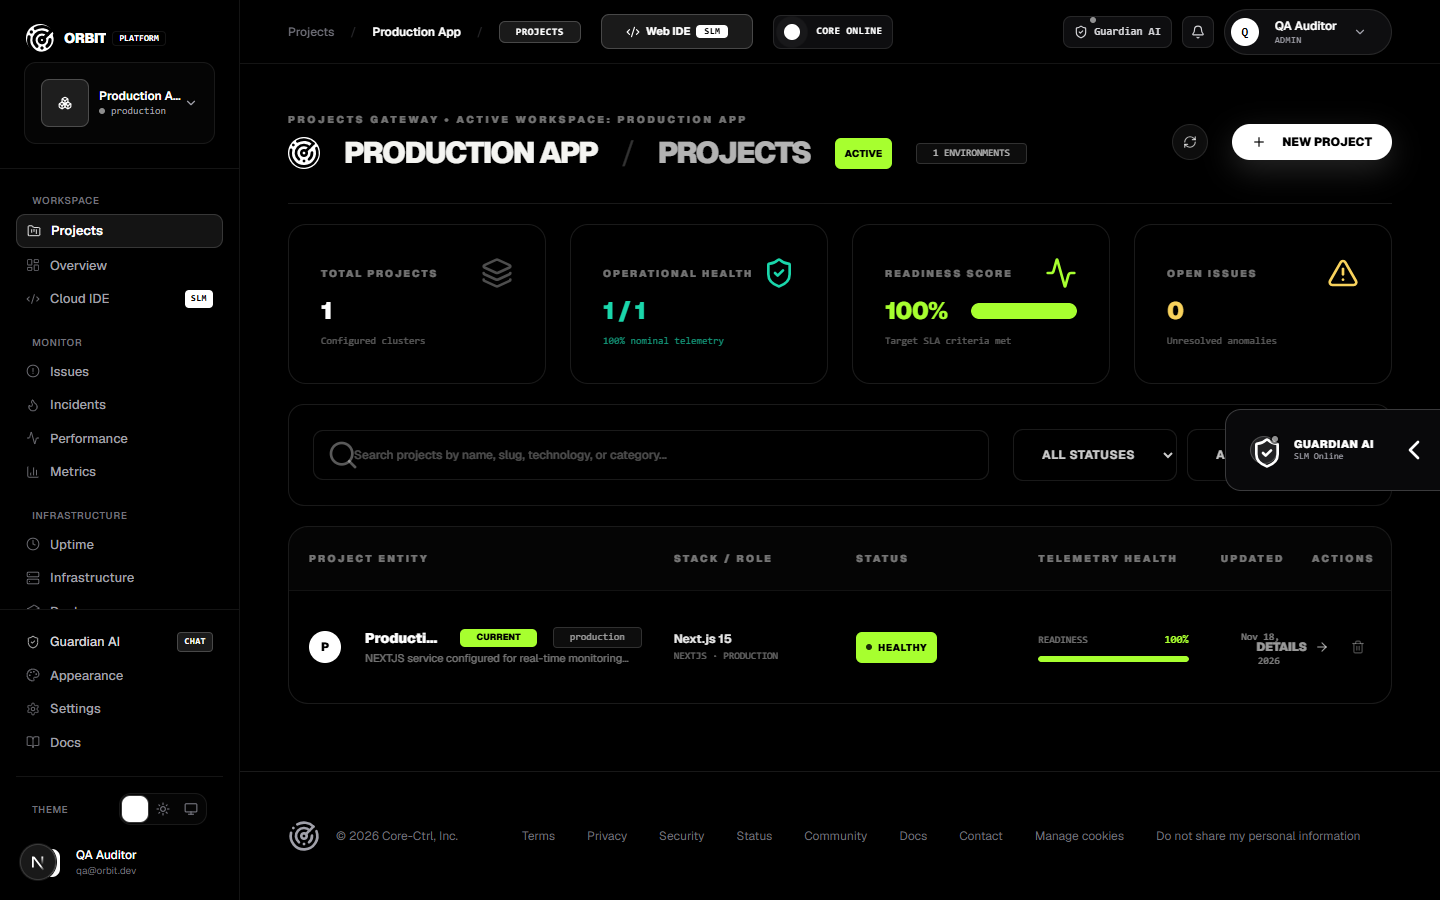 ORBIT PLATFORM
Production A...
production
WORKSPACE
Projects
Overview
Cloud IDE SLM
MONITOR
Issues
Incidents
Performance
Metrics
INFRASTRUCTURE
Uptime
Infrastructure
Guardian AI CHAT
Appearance
Settings
Docs
THEME
N
QA Auditor
qa@orbit.dev
Projects / Production App / PROJECTS
Web IDE SLM
CORE ONLINE
Guardian AI
Q
QA Auditor
ADMIN
PROJECTS GATEWAY • ACTIVE WORKSPACE: PRODUCTION APP
PRODUCTION APP / PROJECTS ACTIVE 1 ENVIRONMENTS
NEW PROJECT
TOTAL PROJECTS
1
Configured clusters
OPERATIONAL HEALTH
1/1
100% nominal telemetry
READINESS SCORE
100%
Target SLA criteria met
OPEN ISSUES
0
Unresolved anomalies
Search projects by name, slug, technology, or category...
ALL STATUSES
A
GUARDIAN AI
SLM Online
PROJECT ENTITY STACK / ROLE STATUS TELEMETRY HEALTH UPDATED ACTIONS
P
Producti... CURRENT production
NEXTJS service configured for real-time monitoring...
Next.js 15
NEXTJS · PRODUCTION
HEALTHY
READINESS 100%
Nov 18,
2026
DETAILS
© 2026 Core-Ctrl, Inc. Terms Privacy Security Status Community Docs Contact Manage cookies Do not share my personal information